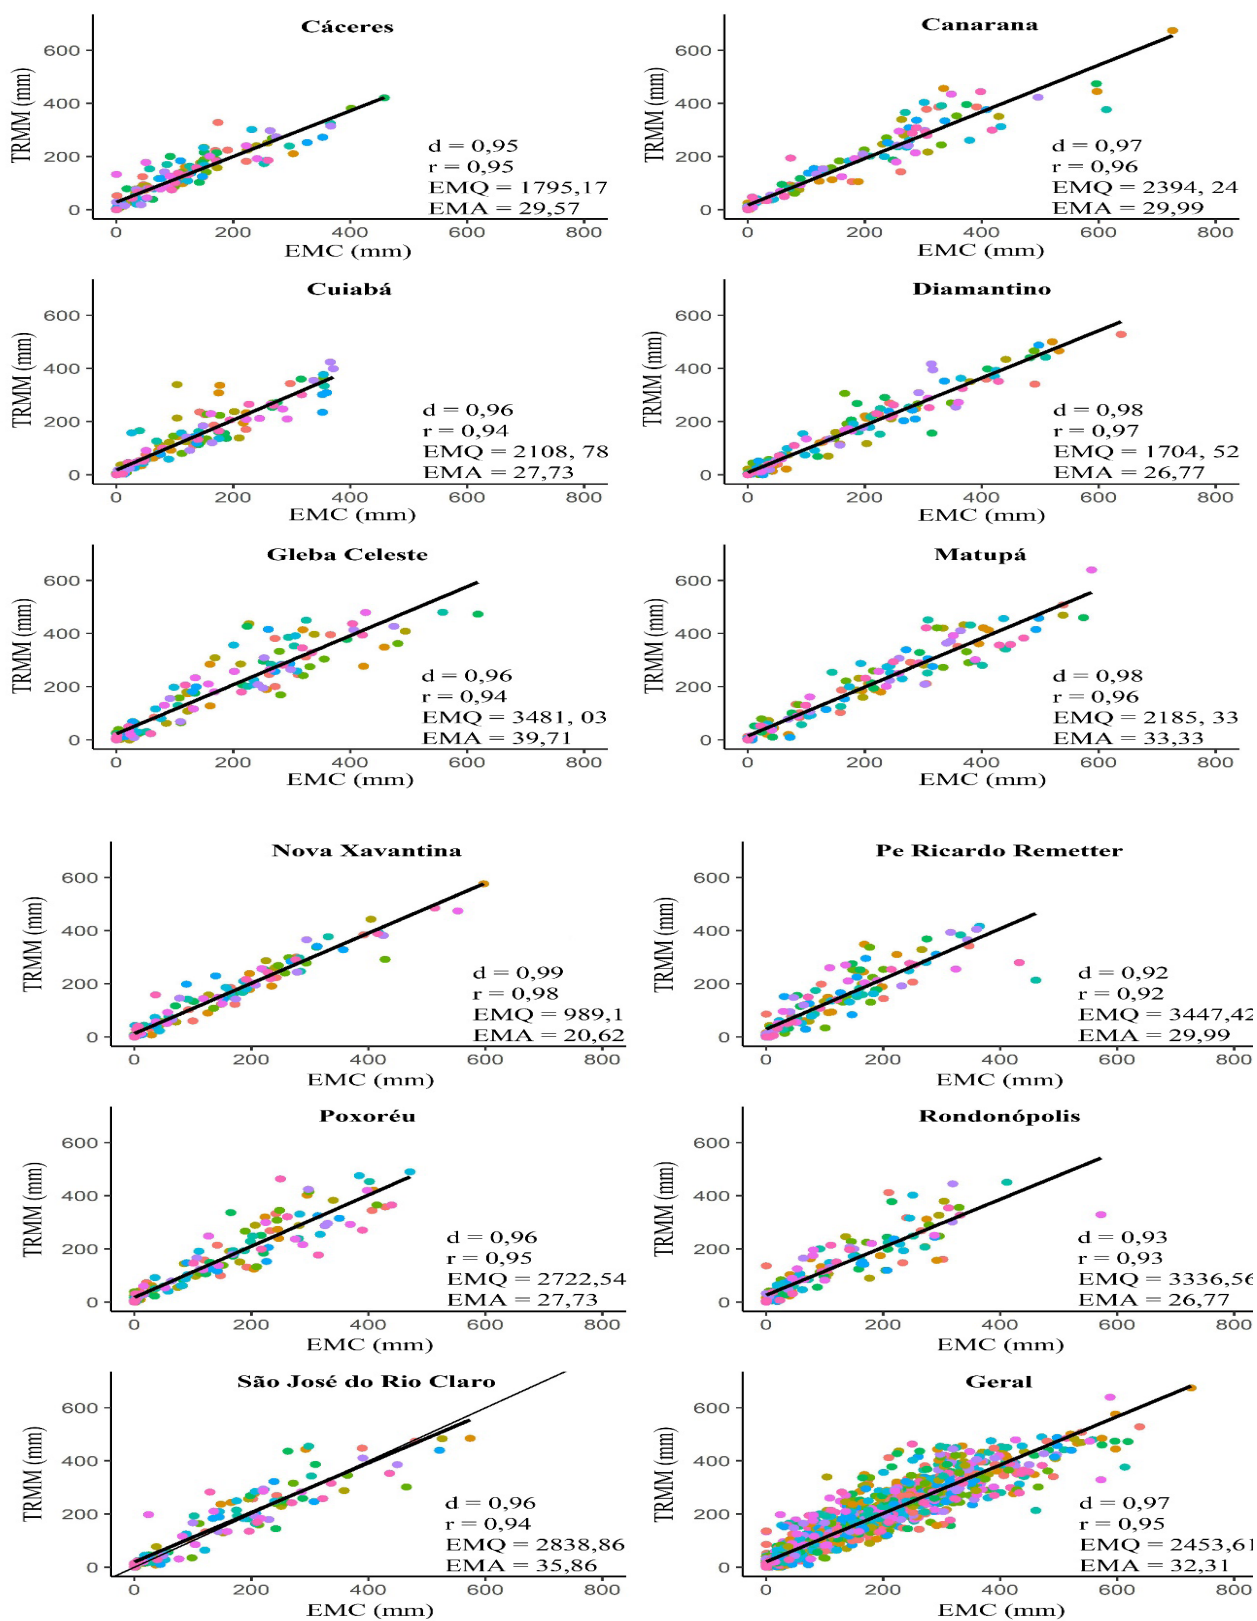 Cáceres
600
400
200
0
TRMM (mm)
d = 0,95
r = 0,95
EMQ = 1795,17
EMA = 29,57
0 200 400 600 800
EMC (mm)
Canarana
600
400
200
0
TRMM (mm)
d = 0,97
r = 0,96
EMQ = 2394, 24
EMA = 29,99
0 200 400 600 800
EMC (mm)
Cuiabá
600
400
200
0
TRMM (mm)
d = 0,96
r = 0,94
EMQ = 2108, 78
EMA = 27,73
0 200 400 600 800
EMC (mm)
Diamantino
600
400
200
0
TRMM (mm)
d = 0,98
r = 0,97
EMQ = 1704, 52
EMA = 26,77
0 200 400 600 800
EMC (mm)
Gleba Celeste
600
400
200
0
TRMM (mm)
d = 0,96
r = 0,94
EMQ = 3481, 03
EMA = 39,71
0 200 400 600 800
EMC (mm)
Matupá
600
400
200
0
TRMM (mm)
d = 0,98
r = 0,96
EMQ = 2185, 33
EMA = 33,33
0 200 400 600 800
EMC (mm)
Nova Xavantina
600
400
200
0
TRMM (mm)
d = 0,99
r = 0,98
EMQ = 989,1
EMA = 20,62
0 200 400 600 800
EMC (mm)
Pe Ricardo Remetter
600
400
200
0
TRMM (mm)
d = 0,92
r = 0,92
EMQ = 3447,42
EMA = 29,99
0 200 400 600 800
EMC (mm)
Poxoréu
600
400
200
0
TRMM (mm)
d = 0,96
r = 0,95
EMQ = 2722,54
EMA = 27,73
0 200 400 600 800
EMC (mm)
Rondonópolis
600
400
200
0
TRMM (mm)
d = 0,93
r = 0,93
EMQ = 3336,56
EMA = 26,77
0 200 400 600 800
EMC (mm)
São José do Rio Claro
600
400
200
0
TRMM (mm)
d = 0,96
r = 0,94
EMQ = 2838,86
EMA = 35,86
0 200 400 600 800
EMC (mm)
Geral
600
400
200
0
TRMM (mm)
d = 0,97
r = 0,95
EMQ = 2453,61
EMA = 32,31
0 200 400 600 800
EMC (mm)